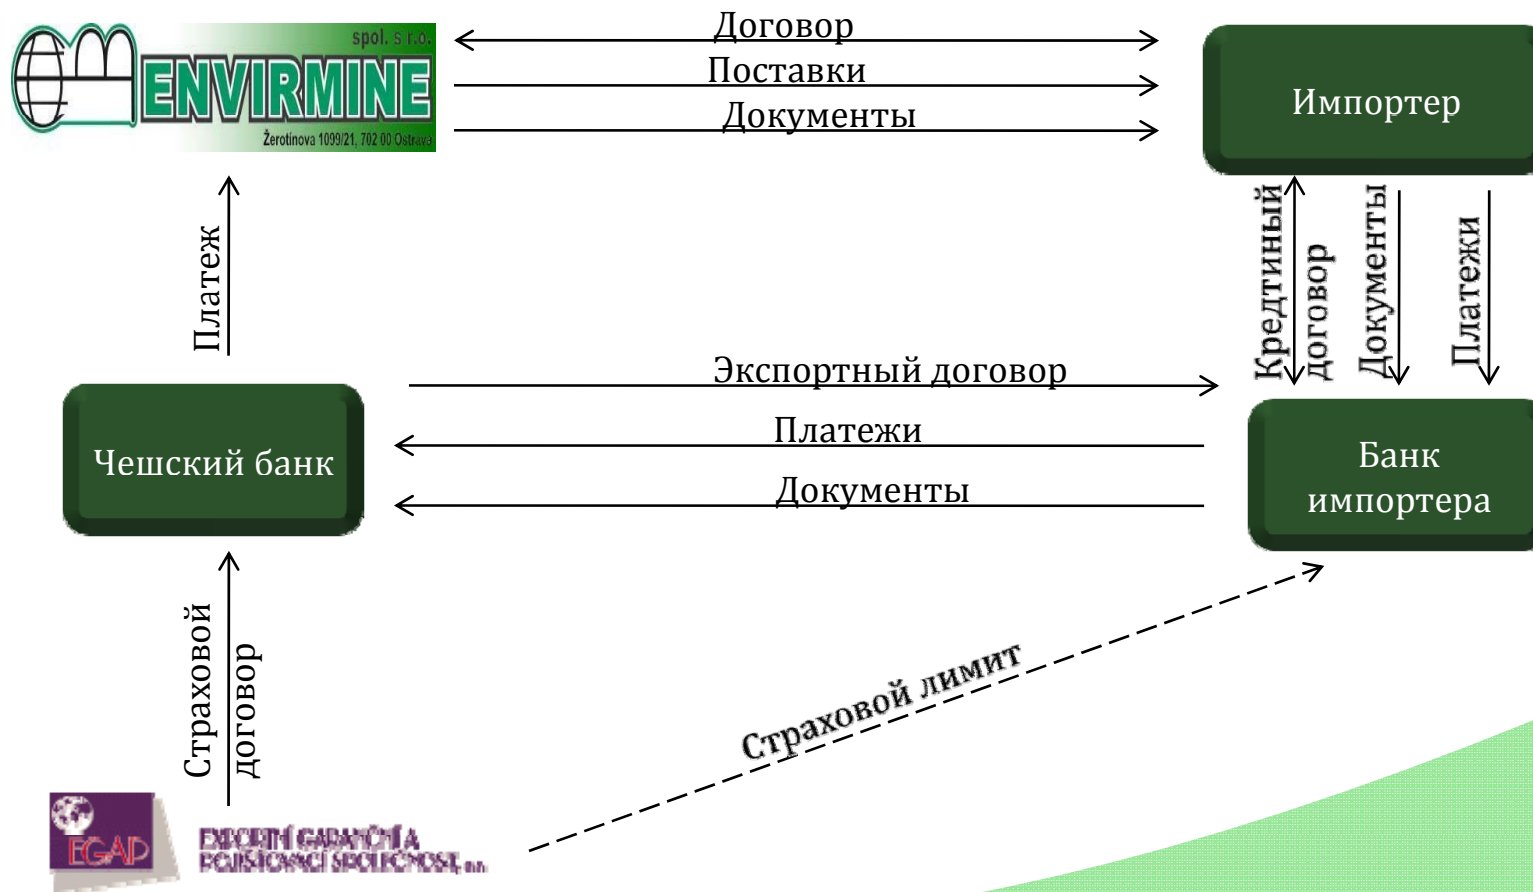 spol. s r.o.
ENVIRMINE
Žerotínova 1099/21, 702 00 Ostrava
Договор
Поставки
Документы
Импортер
Платеж
Кредтиный
договор
Документы
Платежи
Экспортный договор
Платежи
Документы
Чешский банк
Банк
импортера
Страховой
договор
Страховой лимит
EGAP
EXPORTNÍ GARANČNÍ A
POJIŠŤOVACÍ SPOLEČNOST, a.s.